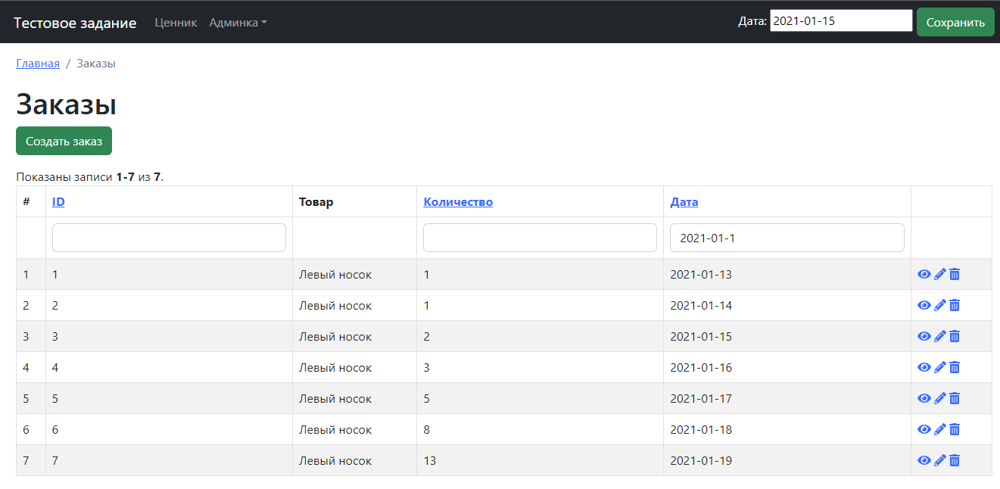 Тестовое задание Ценник Админка Дата: 2021-01-15 Сохранить
Главная / Заказы
Заказы
Создать заказ
Показаны записи 1-7 из 7.
# ID Товар Количество Дата
2021-01-1
1 1 Левый носок 1 2021-01-13
2 2 Левый носок 1 2021-01-14
3 3 Левый носок 2 2021-01-15
4 4 Левый носок 3 2021-01-16
5 5 Левый носок 5 2021-01-17
6 6 Левый носок 8 2021-01-18
7 7 Левый носок 13 2021-01-19